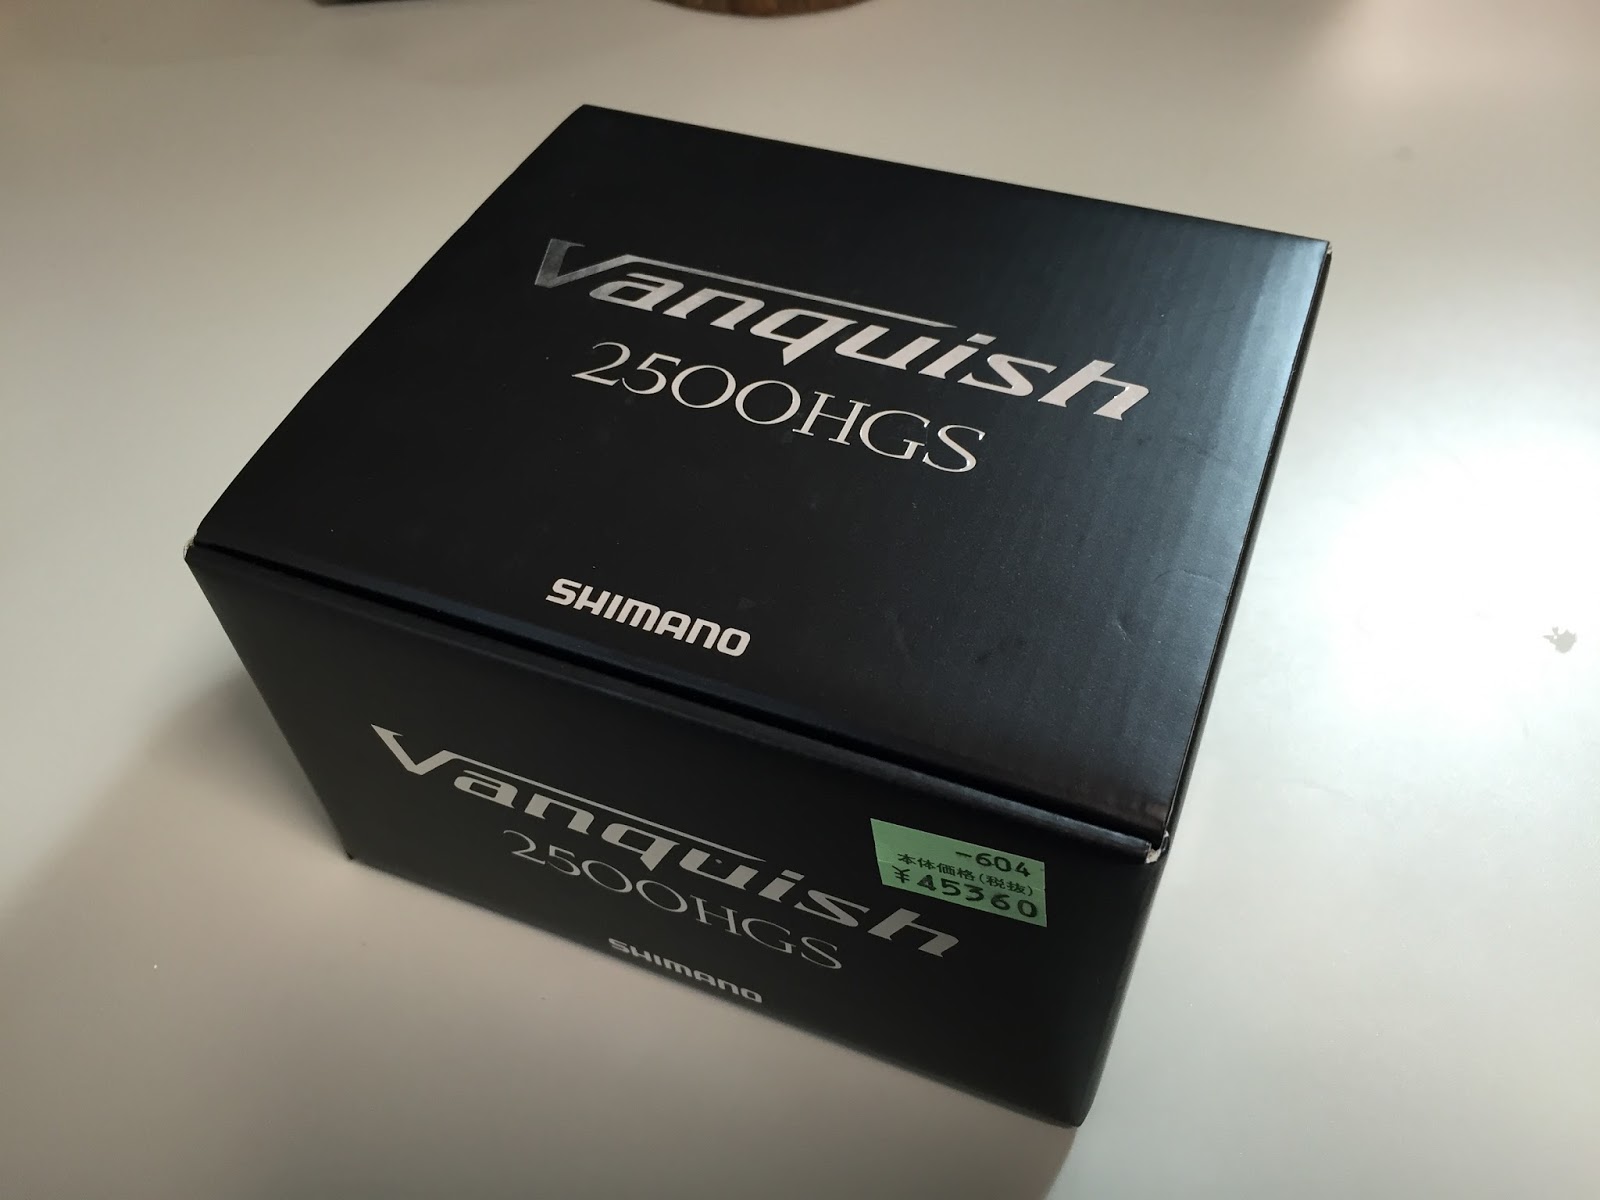 Vanquish
2500HGS
SHIMANO
Vanquish
2500HGS
SHIMANO
-604
本体価格(税抜)
¥45360